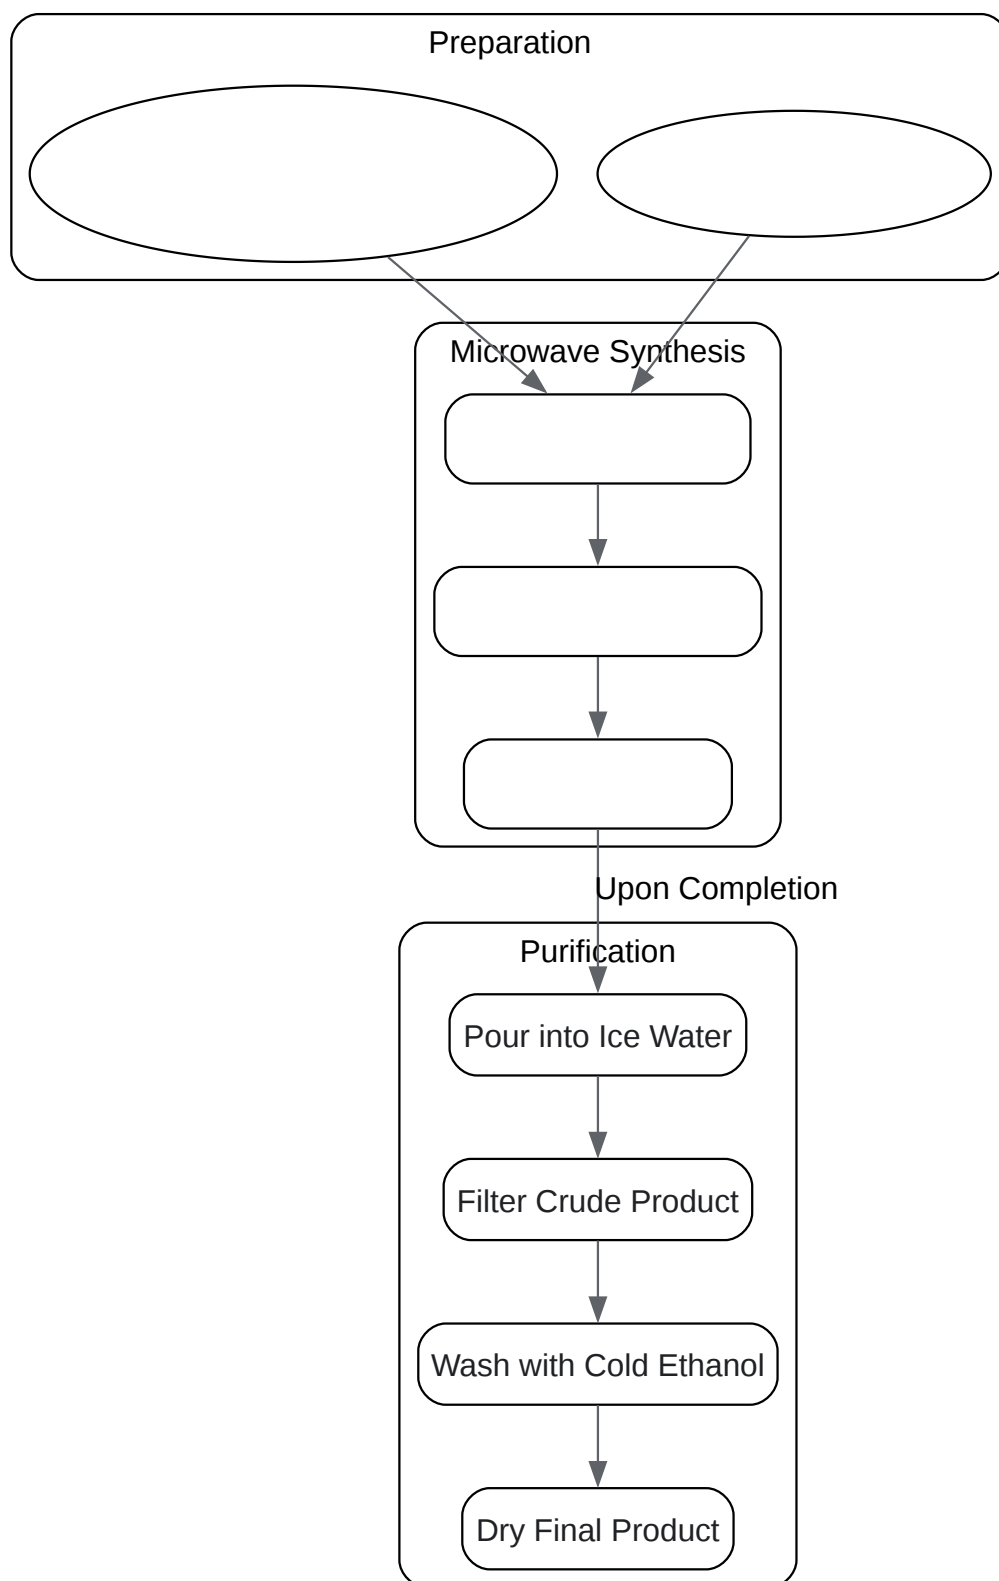 Preparation
Microwave Synthesis
Upon Completion
Purification
Pour into Ice Water
Filter Crude Product
Wash with Cold Ethanol
Dry Final Product